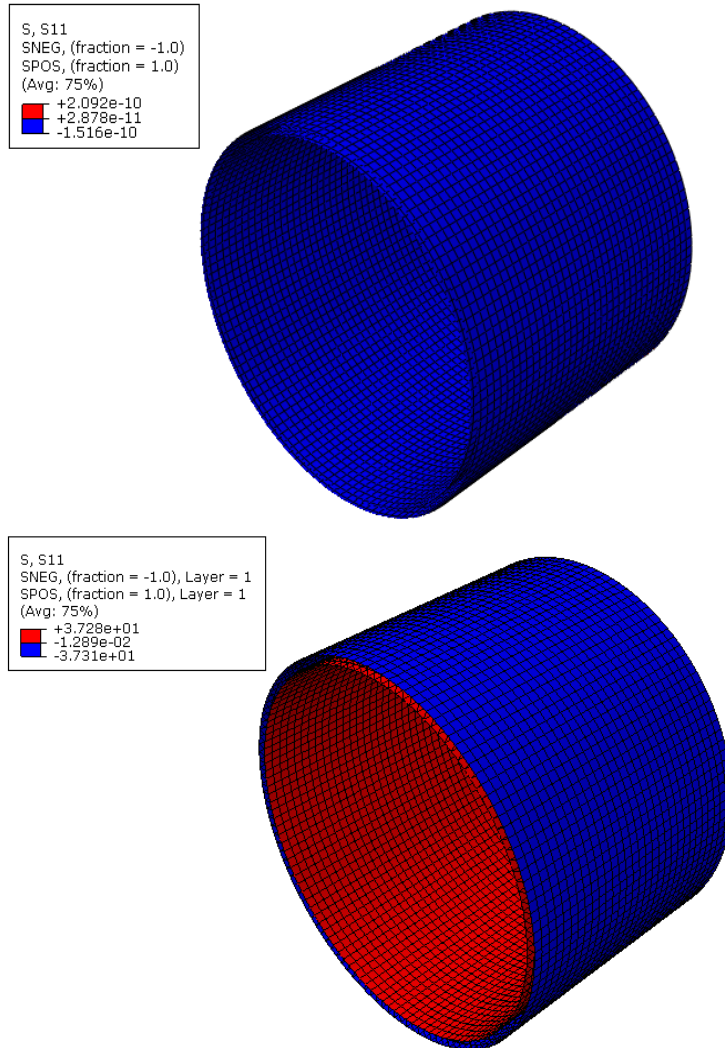 S, S11
SNEG, (fraction = -1.0)
SPOS, (fraction = 1.0)
(Avg: 75%)
+2.092e-10
+2.878e-11
-1.516e-10
S, S11
SNEG, (fraction = -1.0), Layer = 1
SPOS, (fraction = 1.0), Layer = 1
(Avg: 75%)
+3.728e+01
-1.289e-02
-3.731e+01